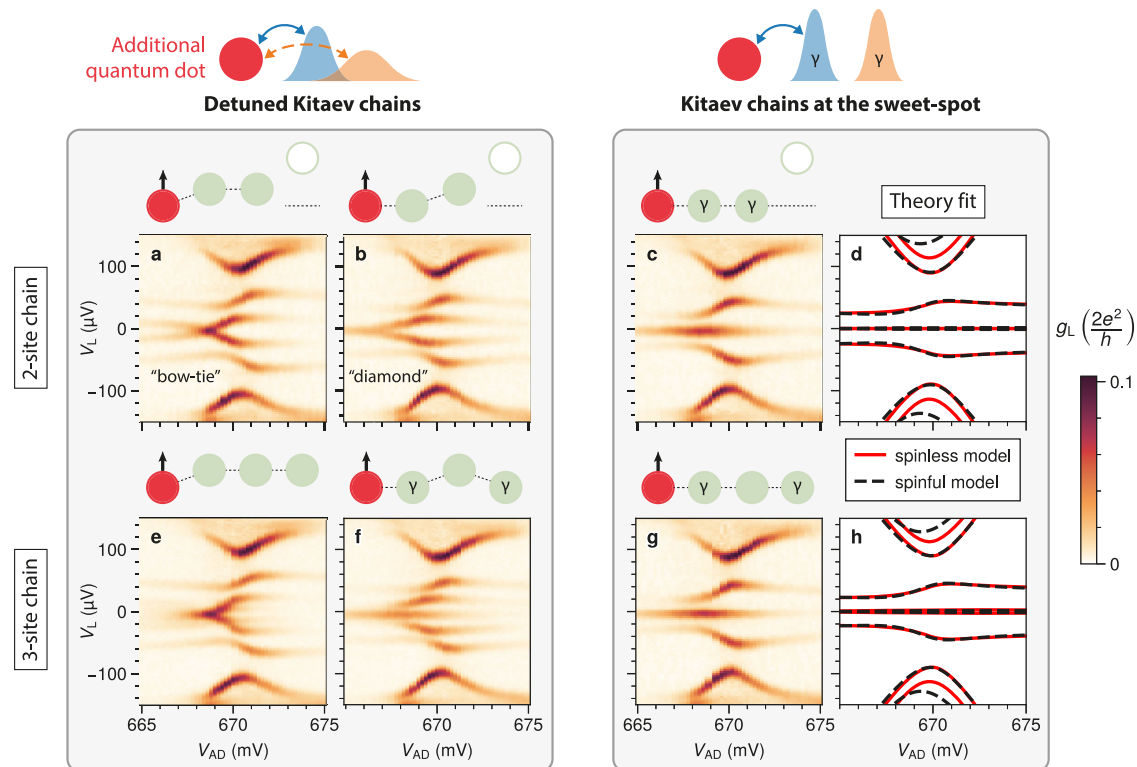 Additional
quantum dot
γ γ
Detuned Kitaev chains
Kitaev chains at the sweet-spot
γ γ
Theory fit
2-site chain
a
b
c
d
100
0
−100
V_L (µV)
"bow-tie"
"diamond"
g_L (2e²/h)
0.1
0
γ γ
γ γ
spinless model
spinful model
3-site chain
e
f
g
h
100
0
−100
V_L (µV)
665 670 675
670 675
665 670 675
670 675
V_AD (mV)
V_AD (mV)
V_AD (mV)
V_AD (mV)